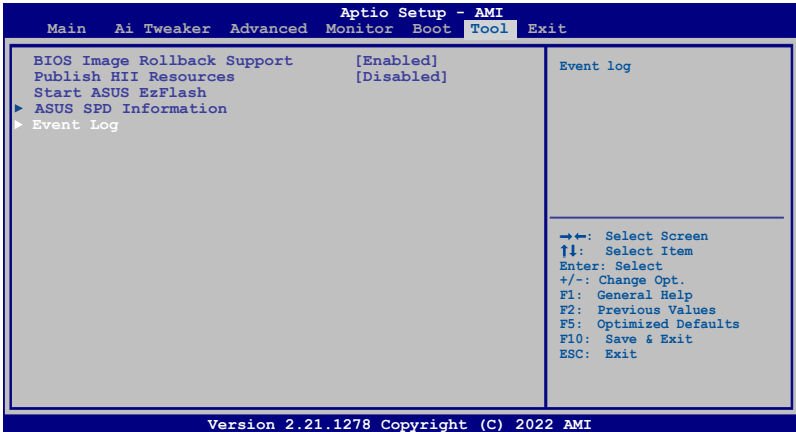 Aptio Setup - AMI
Main Ai Tweaker Advanced Monitor Boot Tool Exit
BIOS Image Rollback Support [Enabled]
Publish HII Resources [Disabled]
Start ASUS EzFlash
▶ ASUS SPD Information
▶ Event Log
Event log
→←: Select Screen
↑↓: Select Item
Enter: Select
+/-: Change Opt.
F1: General Help
F2: Previous Values
F5: Optimized Defaults
F10: Save & Exit
ESC: Exit
Version 2.21.1278 Copyright (C) 2022 AMI